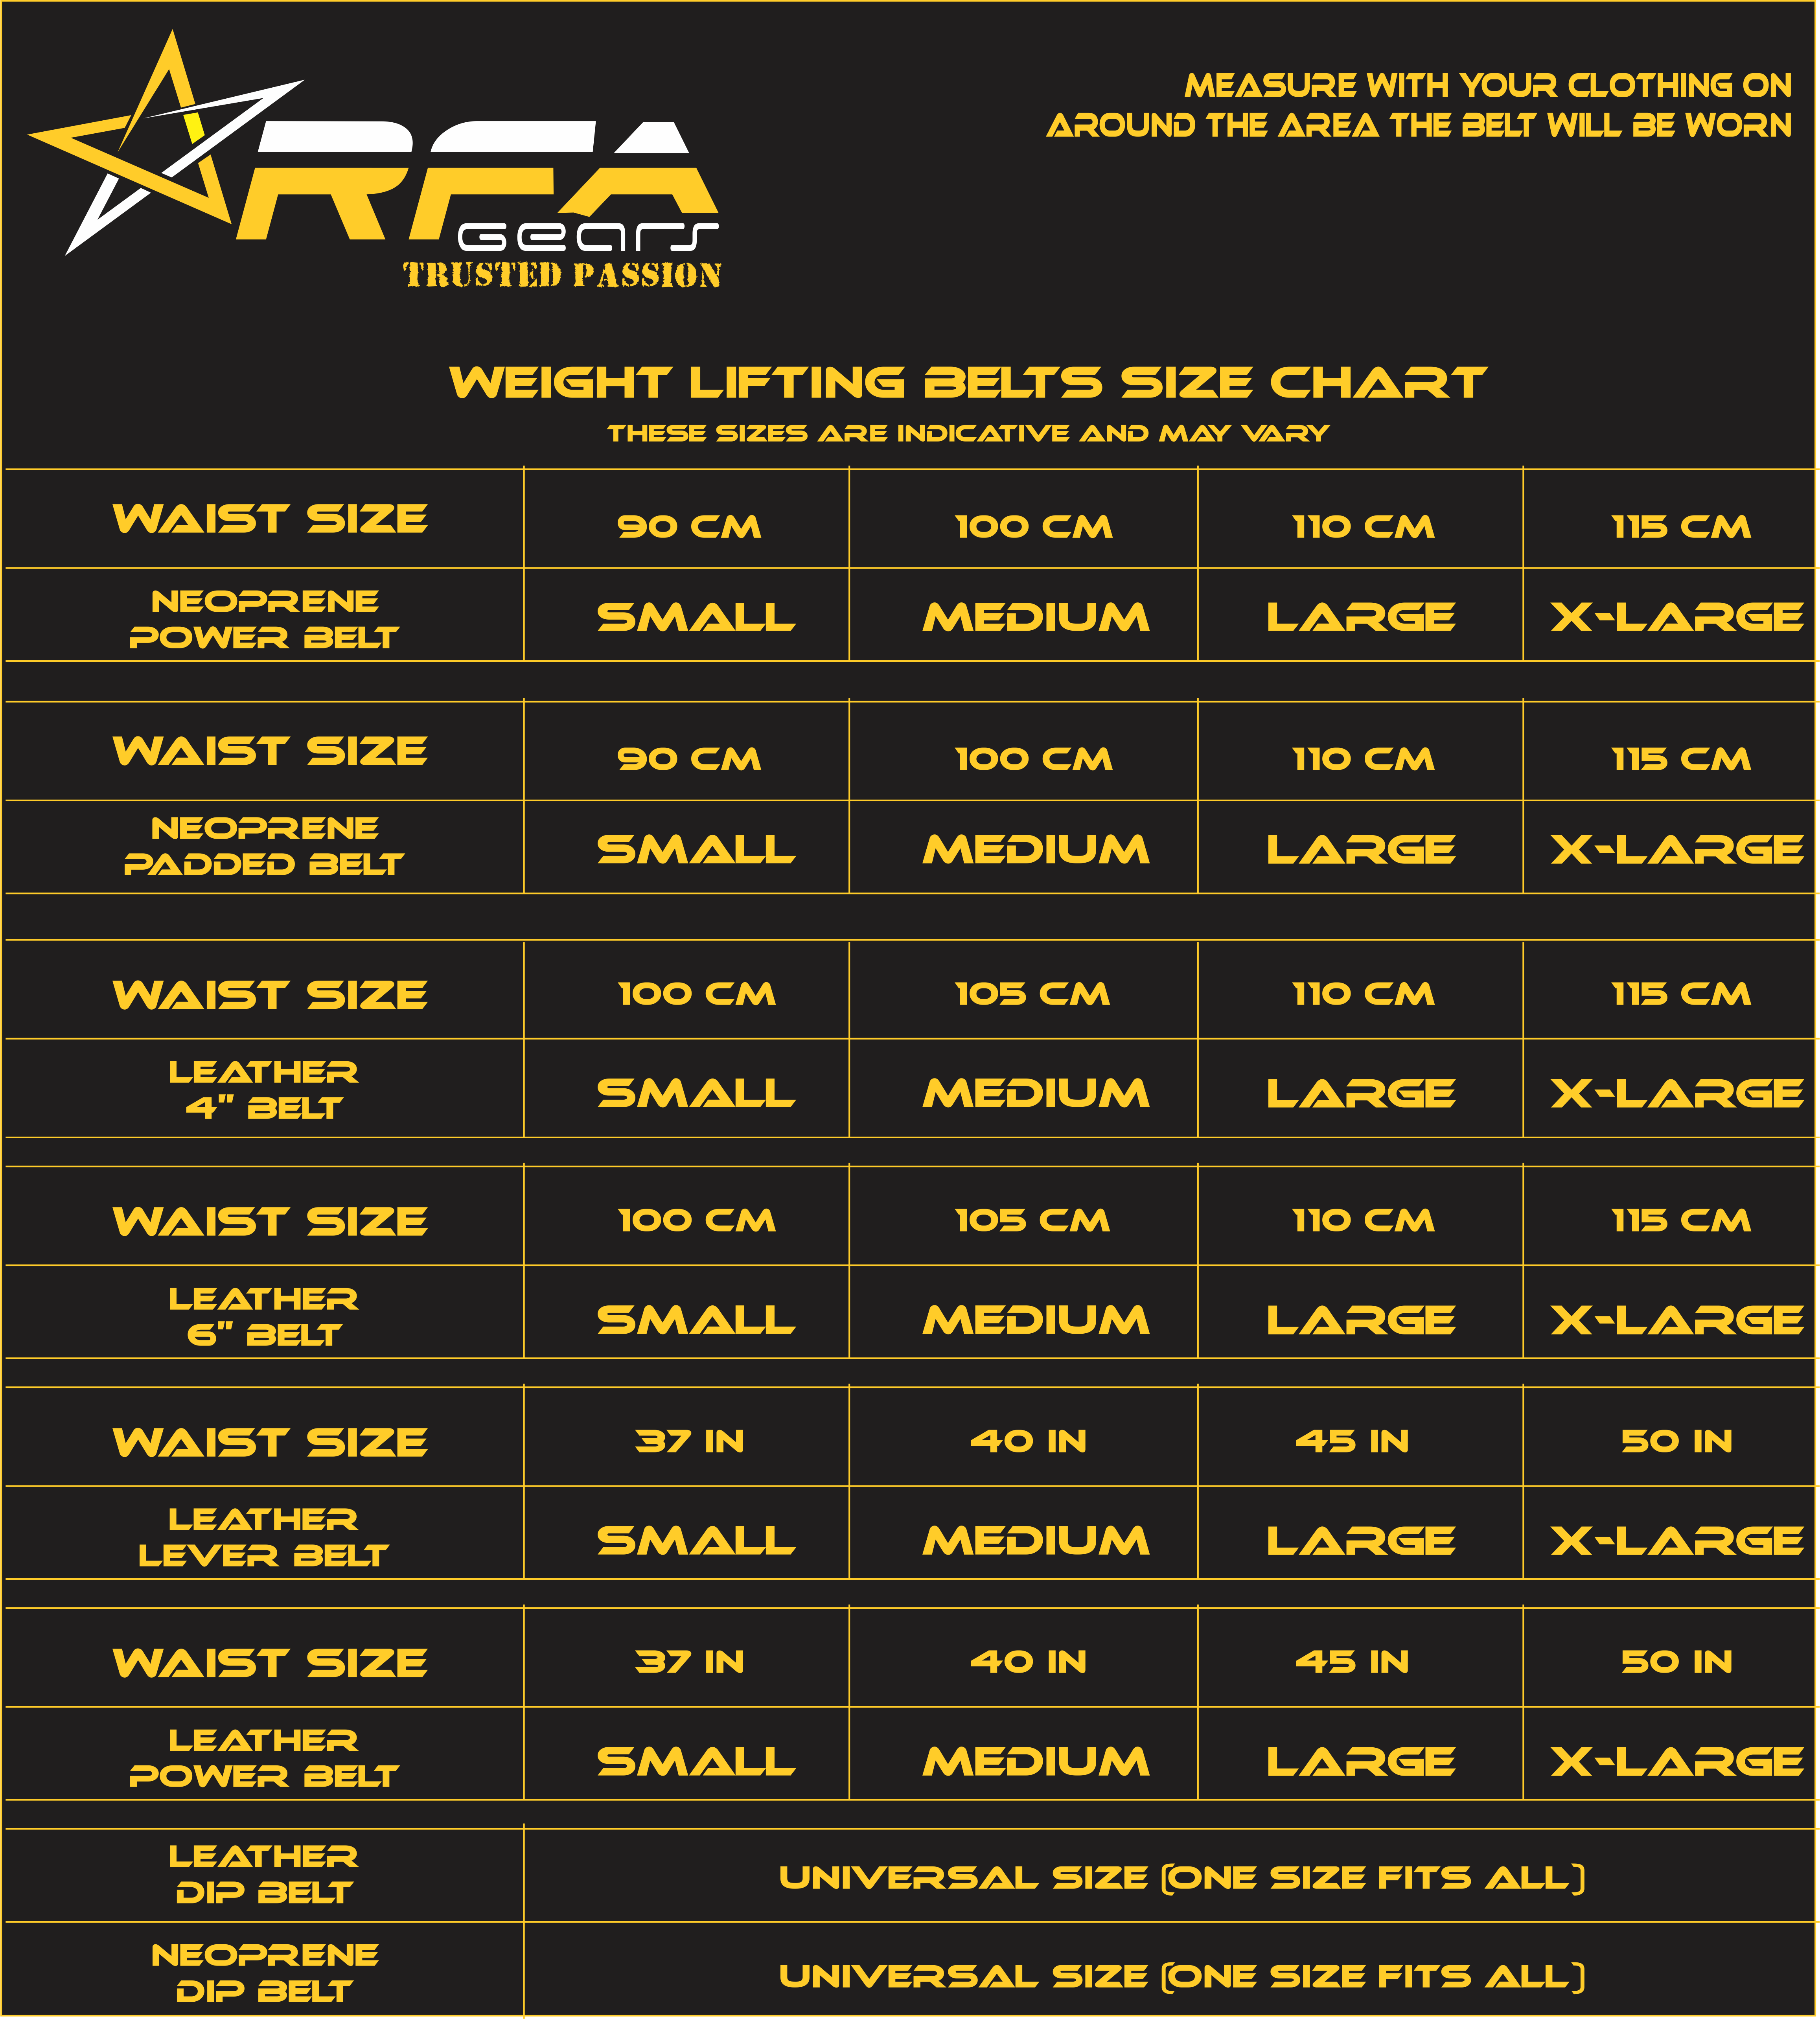 MEASURE WITH YOUR CLOTHING ON
AROUND THE AREA THE BELT WILL BE WORN
RFA
Gears
TRUSTED PASSION
WEIGHT LIFTING BELTS SIZE CHART
THESE SIZES ARE INDICATIVE AND MAY VARY
WAIST SIZE 90 CM 100 CM 110 CM 115 CM
NEOPRENE
POWER BELT SMALL MEDIUM LARGE X-LARGE
WAIST SIZE 90 CM 100 CM 110 CM 115 CM
NEOPRENE
PADDED BELT SMALL MEDIUM LARGE X-LARGE
WAIST SIZE 100 CM 105 CM 110 CM 115 CM
LEATHER
4" BELT SMALL MEDIUM LARGE X-LARGE
WAIST SIZE 100 CM 105 CM 110 CM 115 CM
LEATHER
6" BELT SMALL MEDIUM LARGE X-LARGE
WAIST SIZE 37 IN 40 IN 45 IN 50 IN
LEATHER
LEVER BELT SMALL MEDIUM LARGE X-LARGE
WAIST SIZE 37 IN 40 IN 45 IN 50 IN
LEATHER
POWER BELT SMALL MEDIUM LARGE X-LARGE
LEATHER
DIP BELT UNIVERSAL SIZE (ONE SIZE FITS ALL)
NEOPRENE
DIP BELT UNIVERSAL SIZE (ONE SIZE FITS ALL)